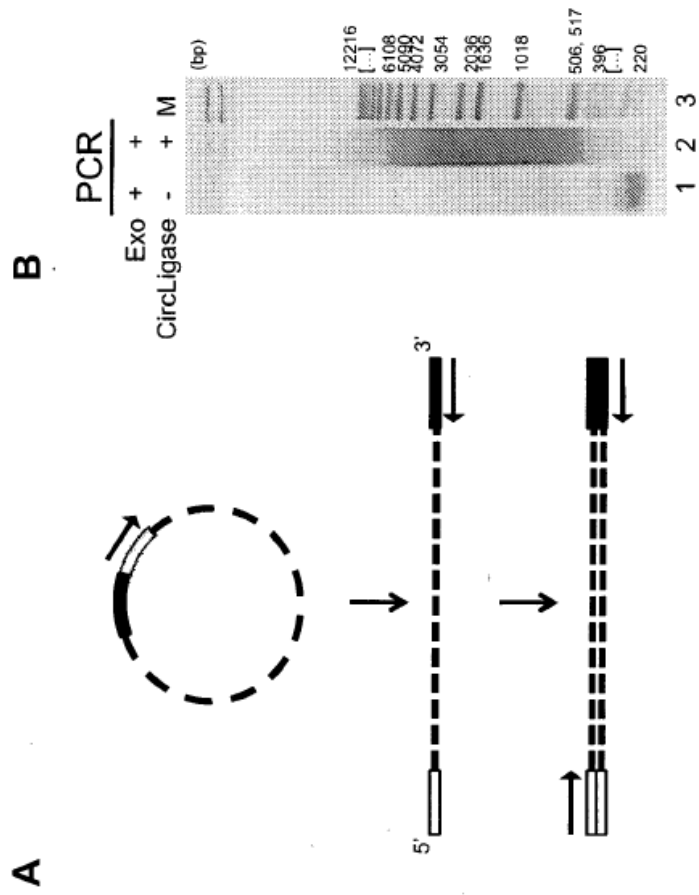 A
5'
3'
B
PCR
Exo + +
CircLigase - + M
(bp)
12216
[...]
6108
5090
4072
3054
2036
1636
1018
506, 517
396
[...]
220
1 2 3